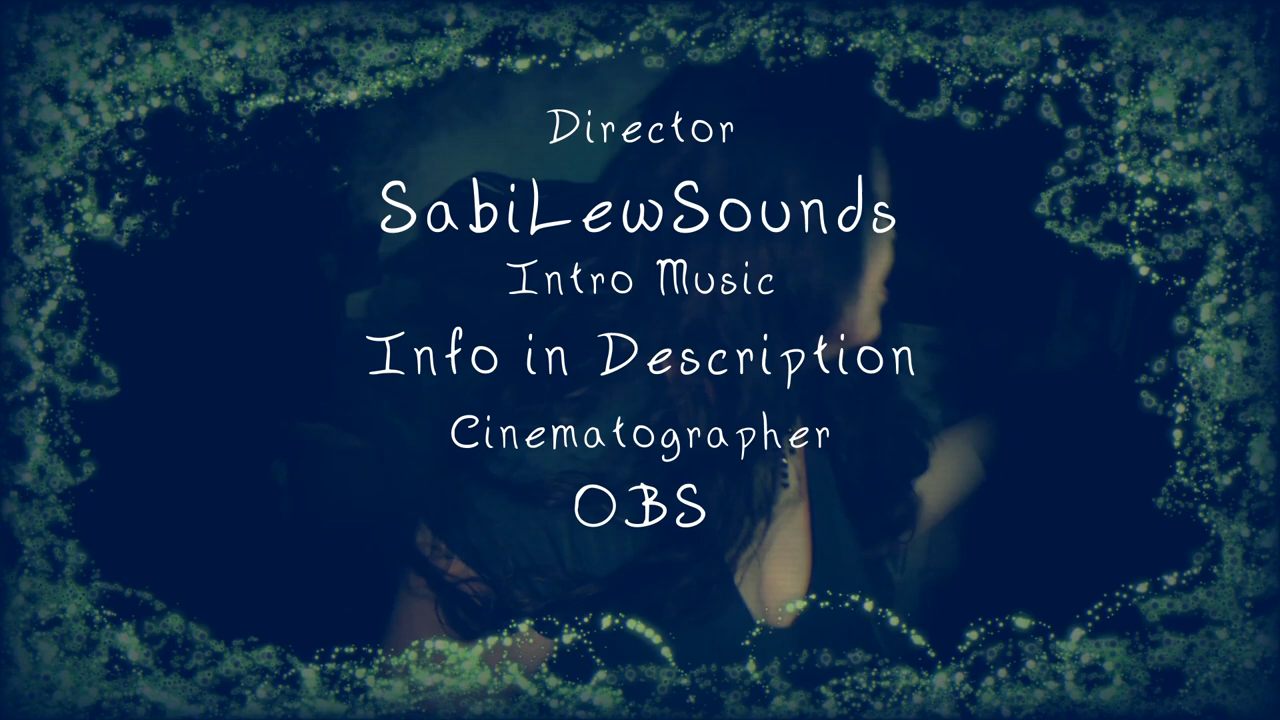 Director
SabiLewSounds
Intro Music
Info in Description
Cinematographer
OBS